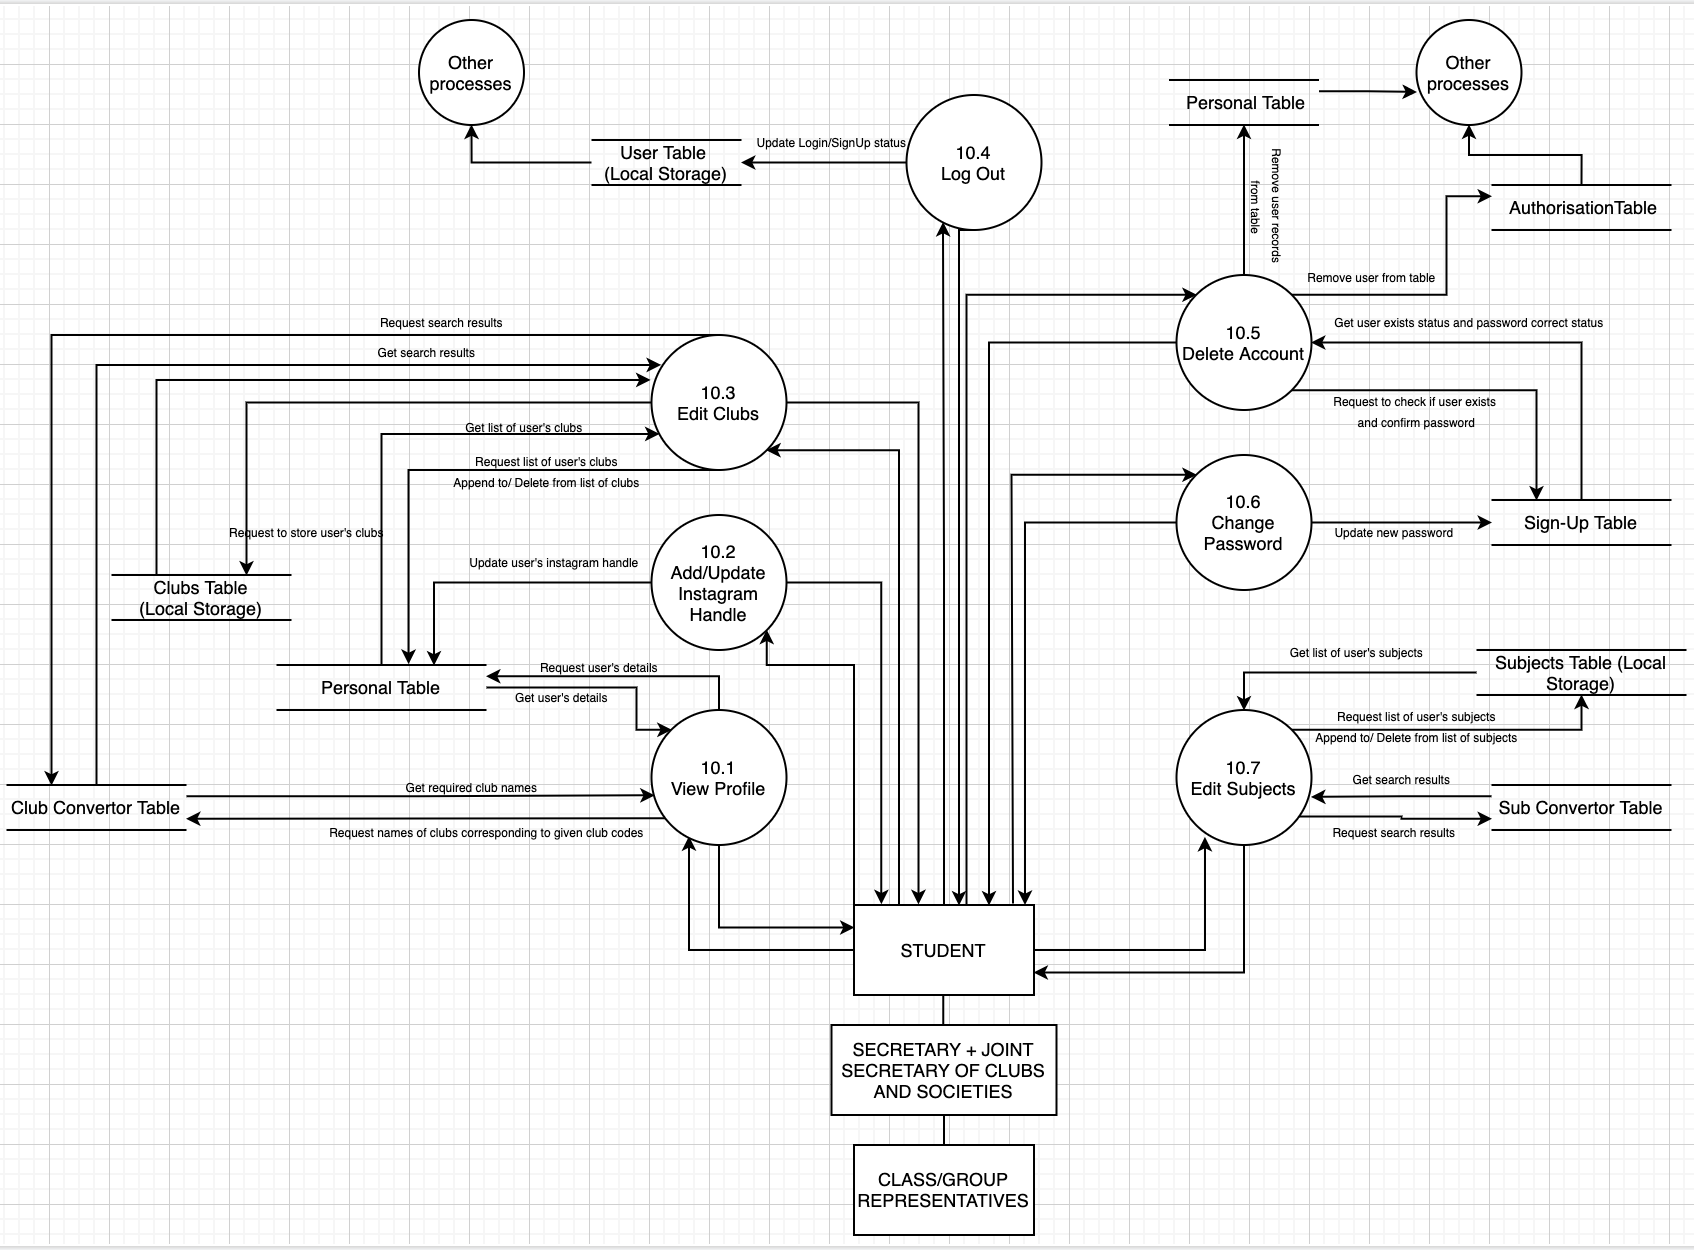 Other
processes
Other
processes
Personal Table
10.4
Log Out
Update Login/SignUp status
User Table
(Local Storage)
Remove user records
from table
AuthorisationTable
Remove user from table
10.5
Delete Account
Get user exists status and password correct status
Request to check if user exists
and confirm password
Request search results
Get search results
10.3
Edit Clubs
Get list of user's clubs
Request list of user's clubs
Append to/ Delete from list of clubs
Request to store user's clubs
10.6
Change
Password
Update new password
Sign-Up Table
10.2
Add/Update
Instagram
Handle
Update user's instagram handle
Clubs Table
(Local Storage)
Personal Table
Request user's details
Get user's details
Get list of user's subjects
Subjects Table (Local
Storage)
Request list of user's subjects
Append to/ Delete from list of subjects
10.1
View Profile
10.7
Edit Subjects
Get search results
Request search results
Sub Convertor Table
Club Convertor Table
Get required club names
Request names of clubs corresponding to given club codes
STUDENT
SECRETARY + JOINT
SECRETARY OF CLUBS
AND SOCIETIES
CLASS/GROUP
REPRESENTATIVES